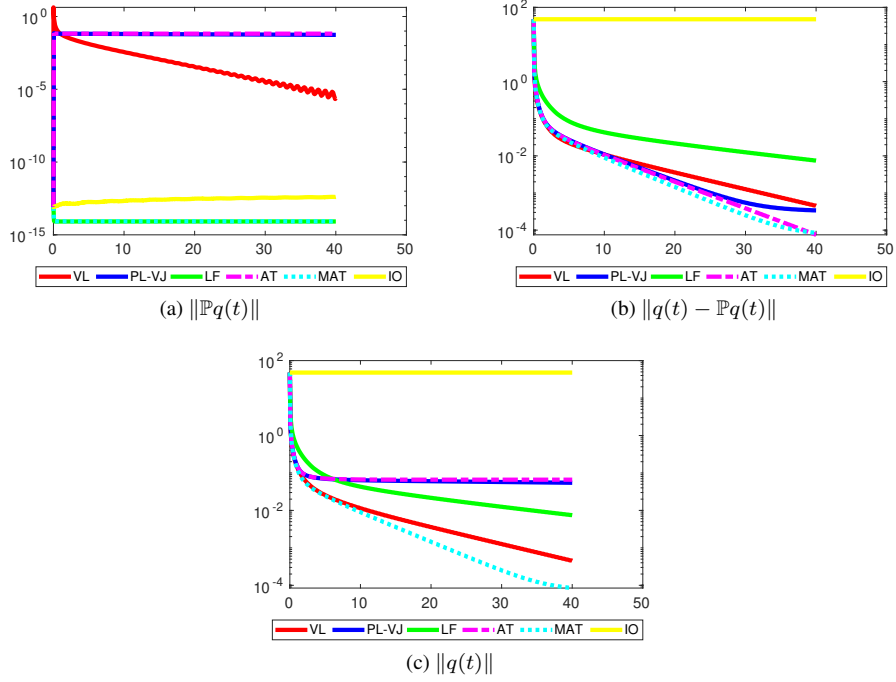 10^0
10^-5
10^-10
10^-15
0 10 20 30 40 50
VL PL-VJ LF AT MAT IO
(a) ‖ℙq(t)‖
10^2
10^0
10^-2
10^-4
0 10 20 30 40 50
VL PL-VJ LF AT MAT IO
(b) ‖q(t) − ℙq(t)‖
10^2
10^0
10^-2
10^-4
0 10 20 30 40 50
VL PL-VJ LF AT MAT IO
(c) ‖q(t)‖